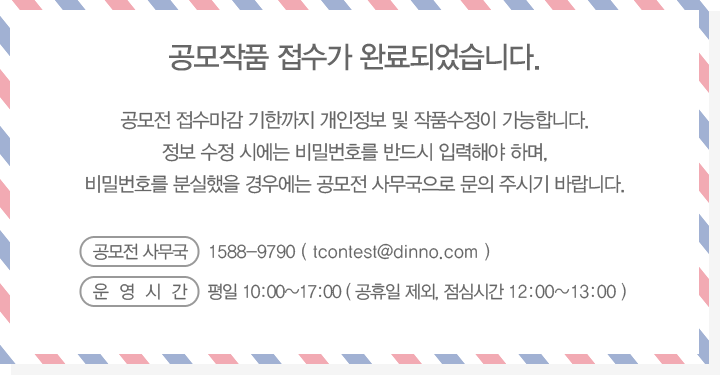 공모작품 접수가 완료되었습니다.
공모전 접수마감 기한까지 개인정보 및 작품수정이 가능합니다.
정보 수정 시에는 비밀번호를 반드시 입력해야 하며,
비밀번호를 분실했을 경우에는 공모전 사무국으로 문의 주시기 바랍니다.
공모전 사무국 1588-9790 ( tcontest@dinno.com )
운 영 시 간 평일 10:00~17:00 ( 공휴일 제외, 점심시간 12:00~13:00 )